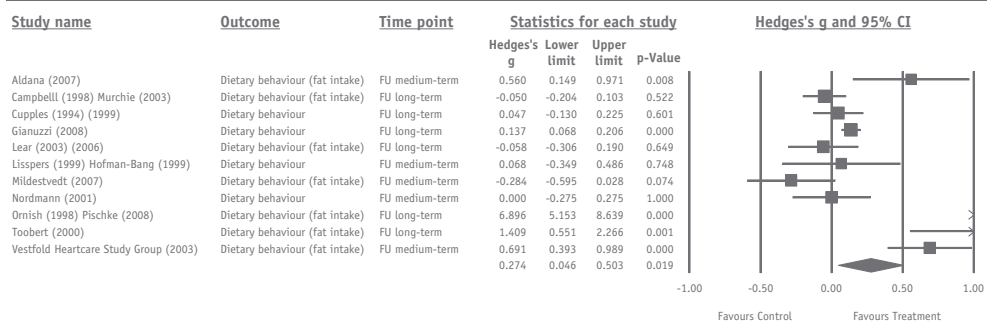 Study name Outcome Time point Statistics for each study Hedges's g and 95% CI
Hedges's Lower Upper
g limit limit p-Value
Aldana (2007) Dietary behaviour (fat intake) FU medium-term 0.560 0.149 0.971 0.008
Campbelll (1998) Murchie (2003) Dietary behaviour (fat intake) FU long-term -0.050 -0.204 0.103 0.522
Cupples (1994) (1999) Dietary behaviour FU long-term 0.047 -0.130 0.225 0.601
Gianuzzi (2008) Dietary behaviour FU long-term 0.137 0.068 0.206 0.000
Lear (2003) (2006) Dietary behaviour (fat intake) FU long-term -0.058 -0.306 0.190 0.649
Lisspers (1999) Hofman-Bang (1999) Dietary behaviour FU medium-term 0.068 -0.349 0.486 0.748
Mildestvedt (2007) Dietary behaviour (fat intake) FU medium-term -0.284 -0.595 0.028 0.074
Nordmann (2001) Dietary behaviour FU medium-term 0.000 -0.275 0.275 1.000
Ornish (1998) Pischke (2008) Dietary behaviour (fat intake) FU long-term 6.896 5.153 8.639 0.000
Toobert (2000) Dietary behaviour (fat intake) FU long-term 1.409 0.551 2.266 0.001
Vestfold Heartcare Study Group (2003) Dietary behaviour (fat intake) FU medium-term 0.691 0.393 0.989 0.000
0.274 0.046 0.503 0.019
-1.00 -0.50 0.00 0.50 1.00
Favours Control Favours Treatment